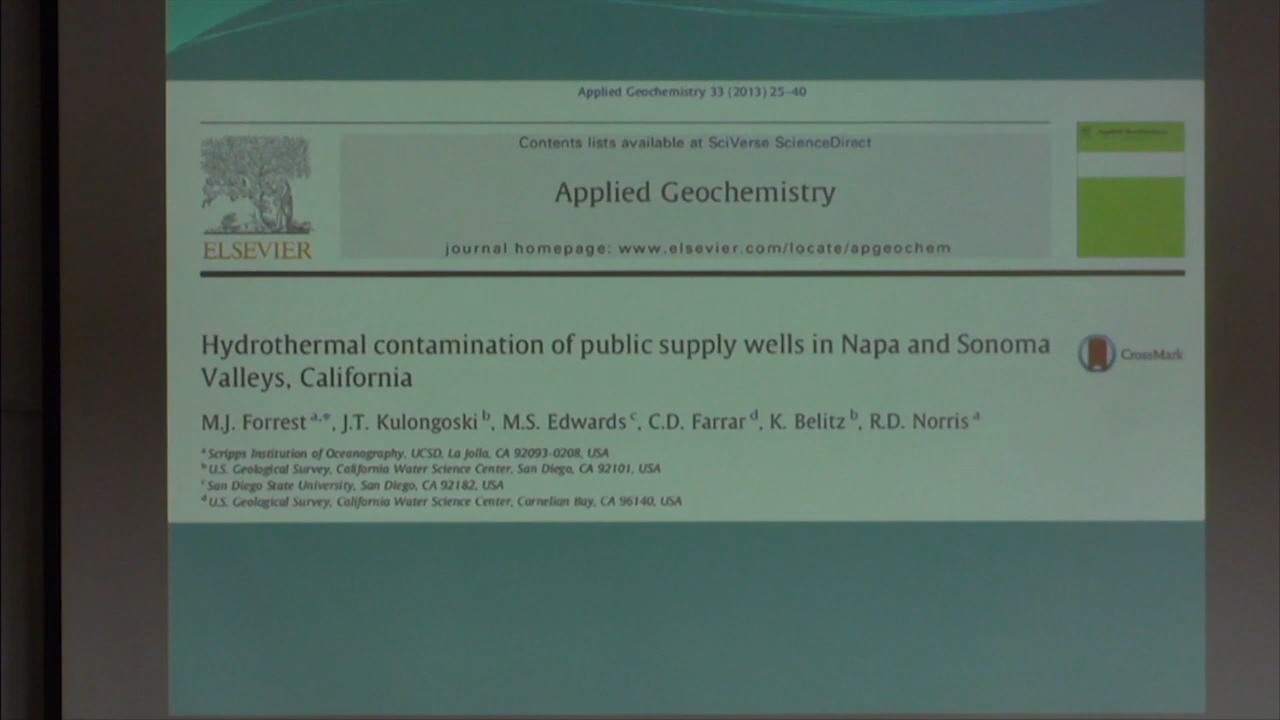 Applied Geochemistry 33 (2013) 25–40
Contents lists available at SciVerse ScienceDirect
Applied Geochemistry
journal homepage: www.elsevier.com/locate/apgeochem
ELSEVIER
Applied Geochemistry
Hydrothermal contamination of public supply wells in Napa and Sonoma
Valleys, California
CrossMark
M.J. Forrest a,*, J.T. Kulongoski b, M.S. Edwards c, C.D. Farrar d, K. Belitz b, R.D. Norris a
a Scripps Institution of Oceanography, UCSD, La Jolla, CA 92093-0208, USA
b U.S. Geological Survey, California Water Science Center, San Diego, CA 92101, USA
c San Diego State University, San Diego, CA 92182, USA
d U.S. Geological Survey, California Water Science Center, Carnelian Bay, CA 96140, USA